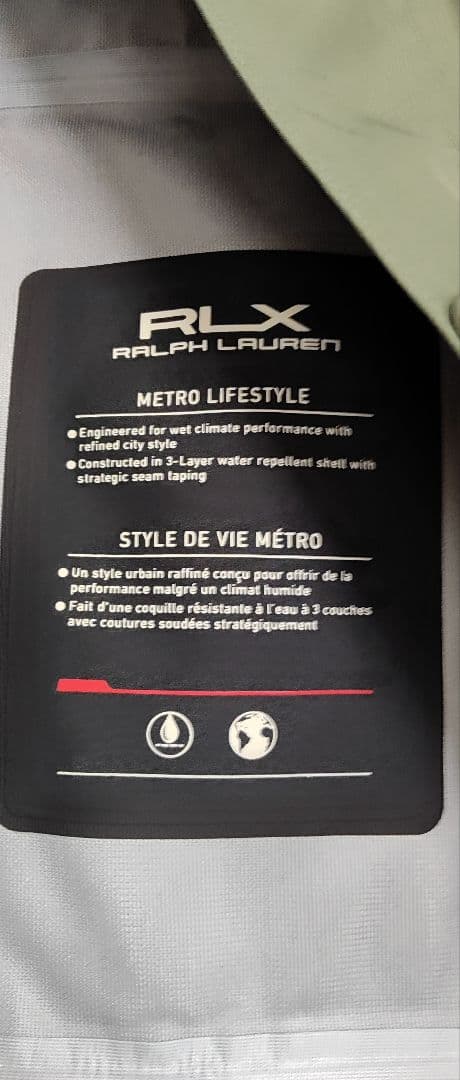 RLX
RALPH LAUREN
METRO LIFESTYLE
● Engineered for wet climate performance with
refined city style
● Constructed in 3-Layer water repellent shell with
strategic seam taping
STYLE DE VIE MÉTRO
● Un style urbain raffiné conçu pour offrir de la
performance malgré un climat humide
● Fait d'une coquille résistante à l'eau à 3 couches
avec coutures soudées stratégiquement